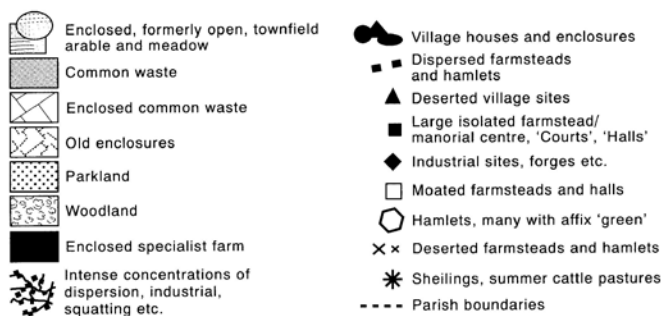 Enclosed, formerly open, townfield
arable and meadow
Common waste
Enclosed common waste
Old enclosures
Parkland
Woodland
Enclosed specialist farm
Intense concentrations of
dispersion, industrial,
squatting etc.
Village houses and enclosures
Dispersed farmsteads
and hamlets
Deserted village sites
Large isolated farmstead/
manorial centre, 'Courts', 'Halls'
Industrial sites, forges etc.
Moated farmsteads and halls
Hamlets, many with affix 'green'
Deserted farmsteads and hamlets
Sheilings, summer cattle pastures
Parish boundaries